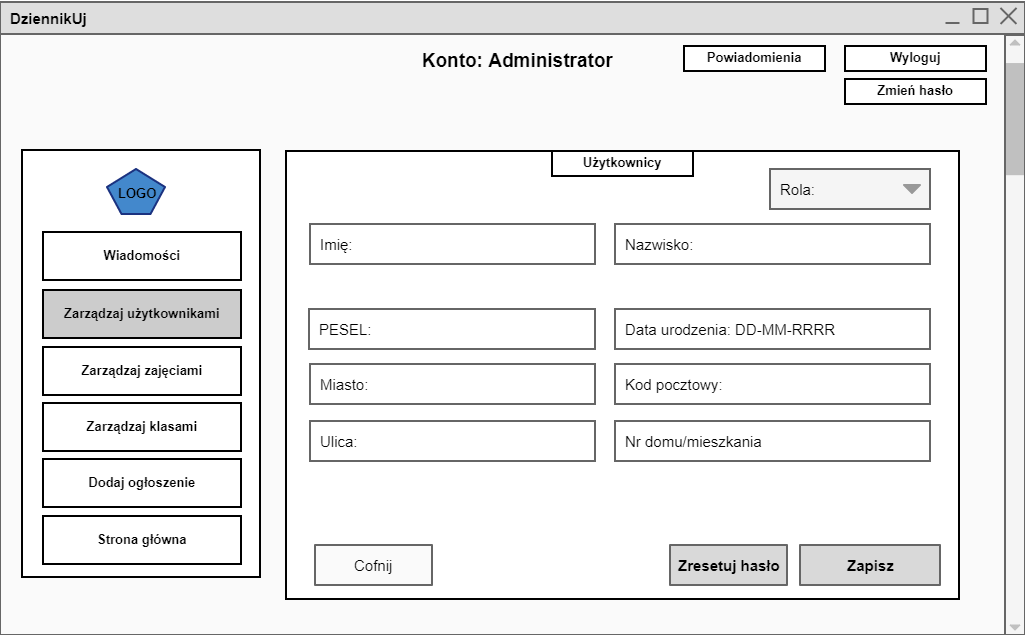 DziennikUj
Konto: Administrator
Powiadomienia
Wyloguj
Zmień hasło
LOGO
Wiadomości
Zarządzaj użytkownikami
Zarządzaj zajęciami
Zarządzaj klasami
Dodaj ogłoszenie
Strona główna
Użytkownicy
Rola:
Imię:
Nazwisko:
PESEL:
Data urodzenia: DD-MM-RRRR
Miasto:
Kod pocztowy:
Ulica:
Nr domu/mieszkania
Cofnij
Zresetuj hasło
Zapisz